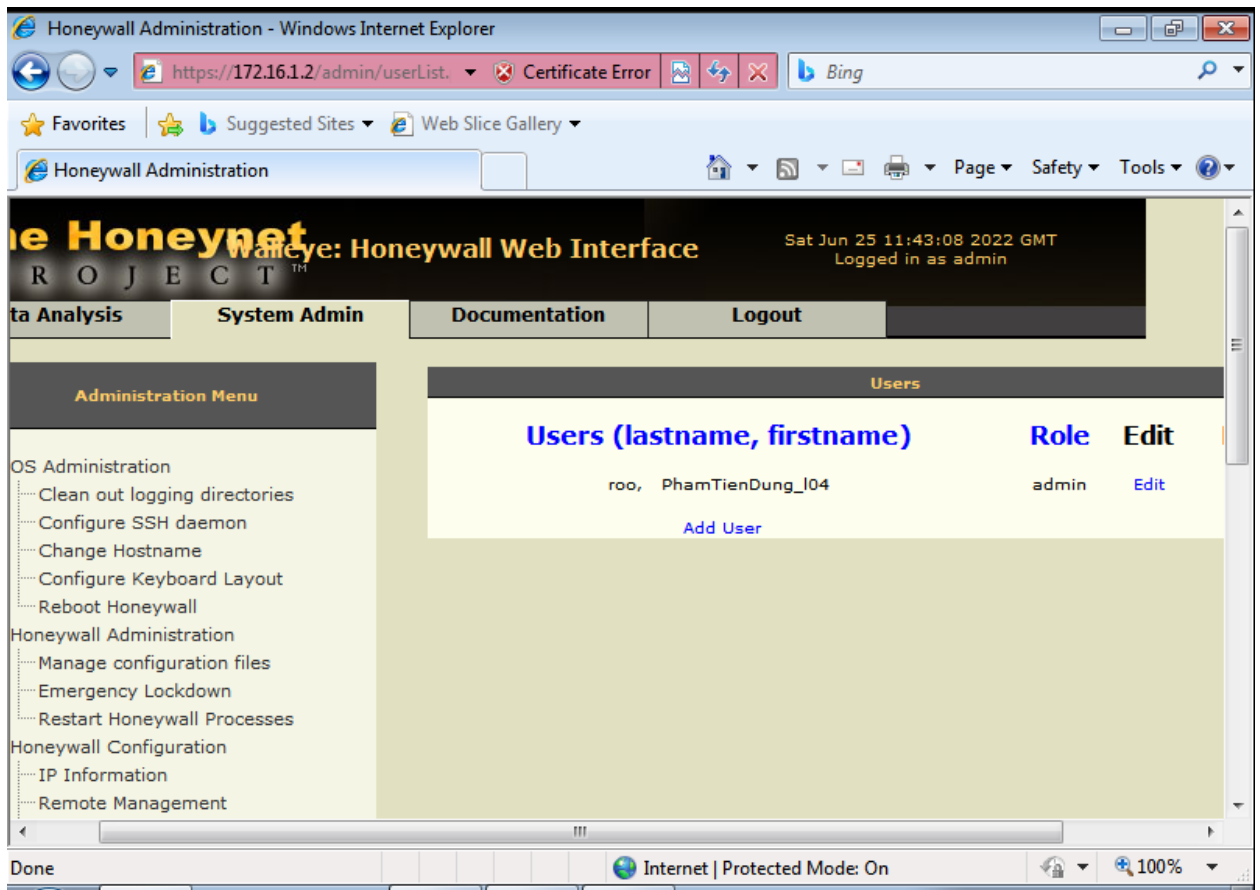 Honeywall Administration - Windows Internet Explorer
https://172.16.1.2/admin/userList. Certificate Error Bing
Favorites Suggested Sites Web Slice Gallery
Honeywall Administration Page Safety Tools
e Honeynet
PROJECT™
Walleye: Honeywall Web Interface
Sat Jun 25 11:43:08 2022 GMT
Logged in as admin
ta Analysis System Admin Documentation Logout
Administration Menu
OS Administration
Clean out logging directories
Configure SSH daemon
Change Hostname
Configure Keyboard Layout
Reboot Honeywall
Honeywall Administration
Manage configuration files
Emergency Lockdown
Restart Honeywall Processes
Honeywall Configuration
IP Information
Remote Management
Users
Users (lastname, firstname) Role Edit
roo, PhamTienDung_l04 admin Edit
Add User
Done Internet | Protected Mode: On 100%